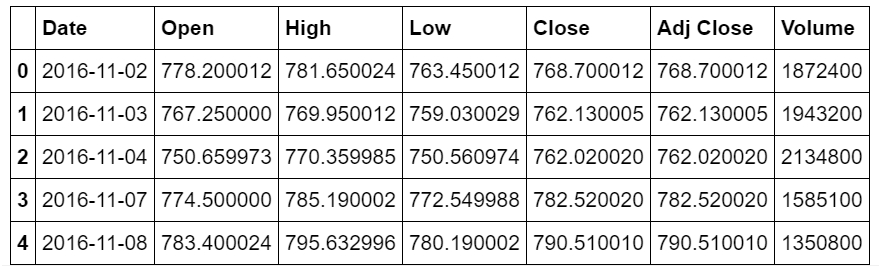 Date Open High Low Close Adj Close Volume
0 2016-11-02 778.200012 781.650024 763.450012 768.700012 768.700012 1872400
1 2016-11-03 767.250000 769.950012 759.030029 762.130005 762.130005 1943200
2 2016-11-04 750.659973 770.359985 750.560974 762.020020 762.020020 2134800
3 2016-11-07 774.500000 785.190002 772.549988 782.520020 782.520020 1585100
4 2016-11-08 783.400024 795.632996 780.190002 790.510010 790.510010 1350800